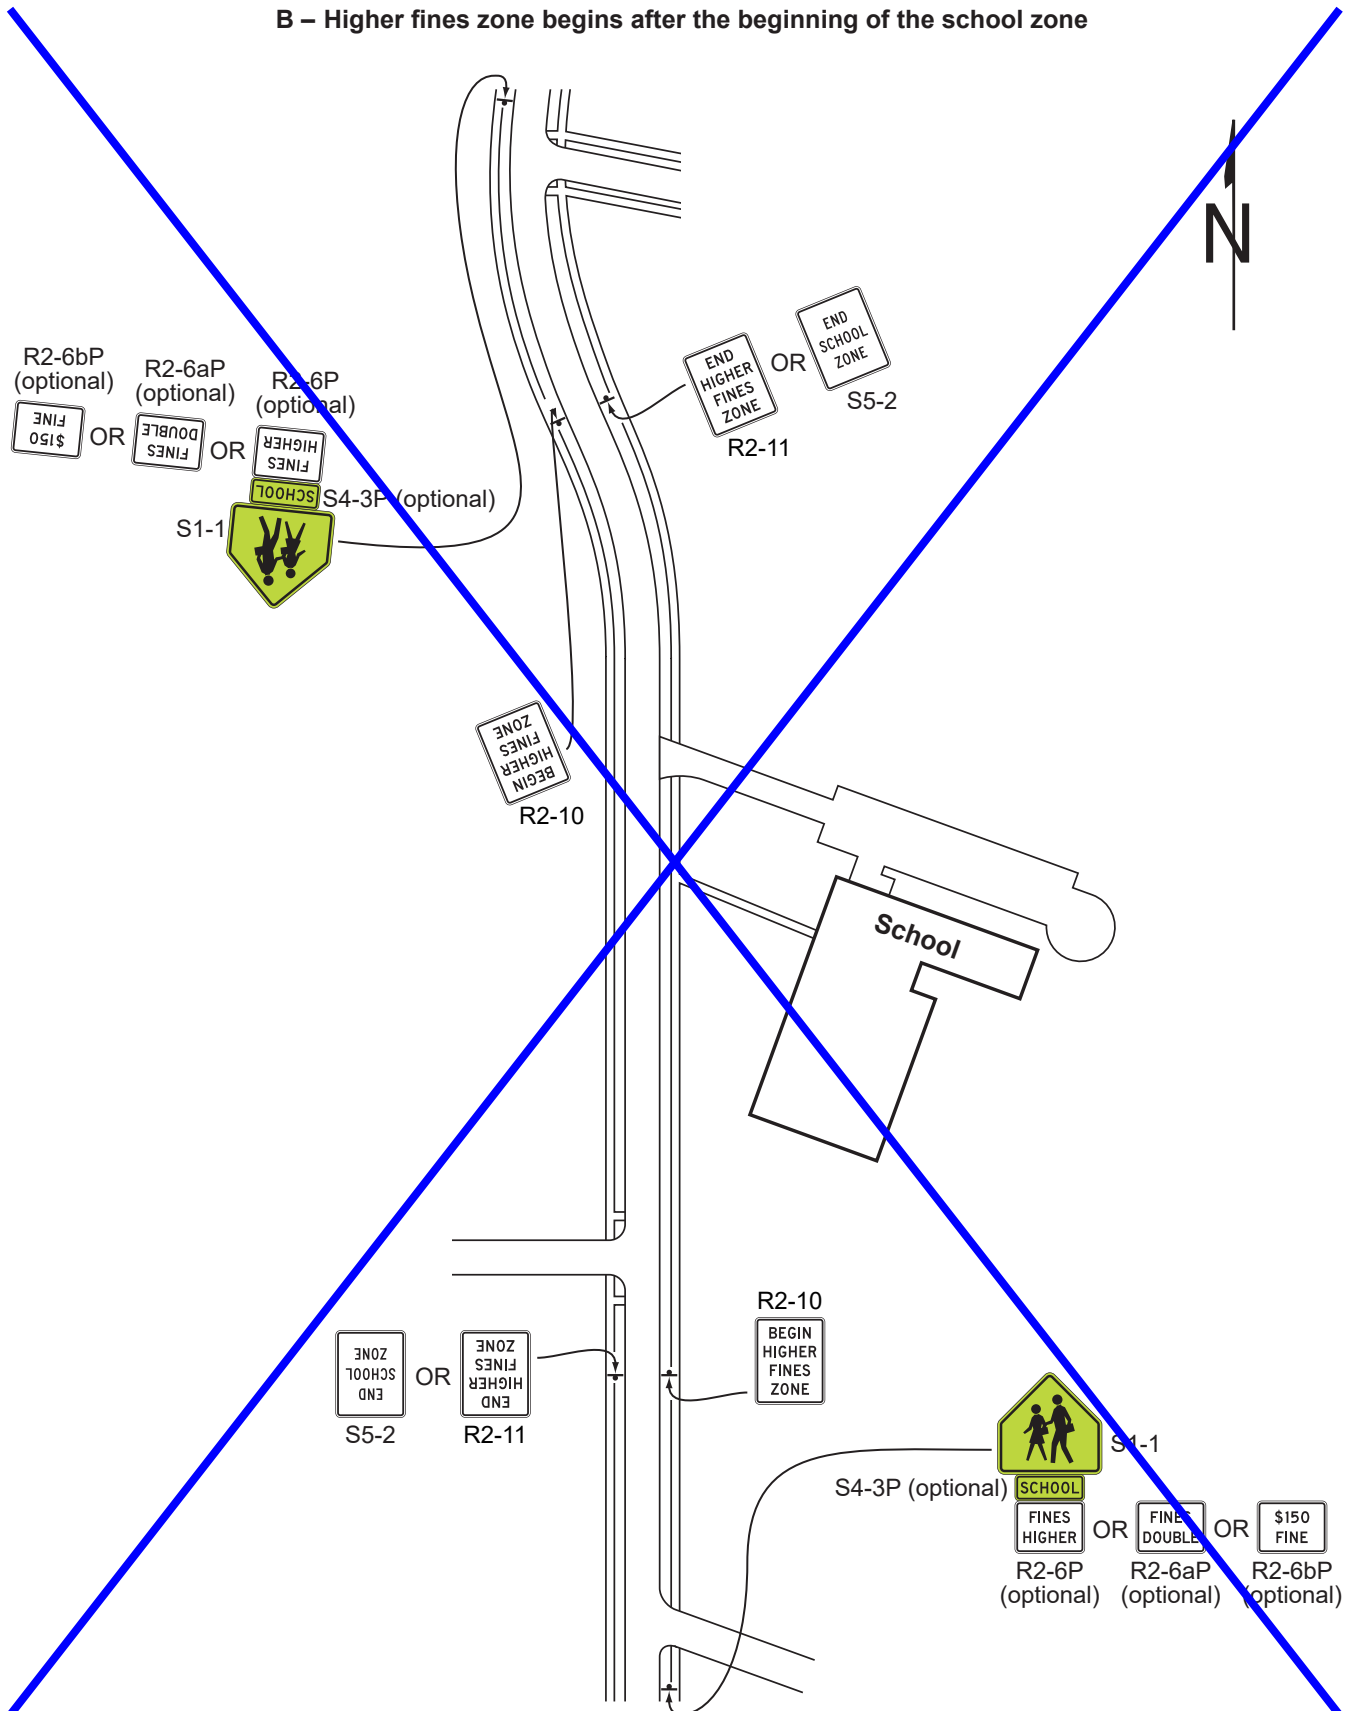 B – Higher fines zone begins after the beginning of the school zone
N
END
SCHOOL
ZONE
S5-2
OR
END
HIGHER
FINES
ZONE
R2-11
R2-6bP
(optional)
$150
FINE
OR
R2-6aP
(optional)
FINES
DOUBLE
OR
R2-6P
(optional)
FINES
HIGHER
SCHOOL
S4-3P (optional)
S1-1
BEGIN
HIGHER
FINES
ZONE
R2-10
School
R2-10
BEGIN
HIGHER
FINES
ZONE
END
SCHOOL
ZONE
S5-2
OR
END
HIGHER
FINES
ZONE
R2-11
S1-1
S4-3P (optional)
SCHOOL
FINES
HIGHER
R2-6P
(optional)
OR
FINES
DOUBLE
R2-6aP
(optional)
OR
$150
FINE
R2-6bP
(optional)